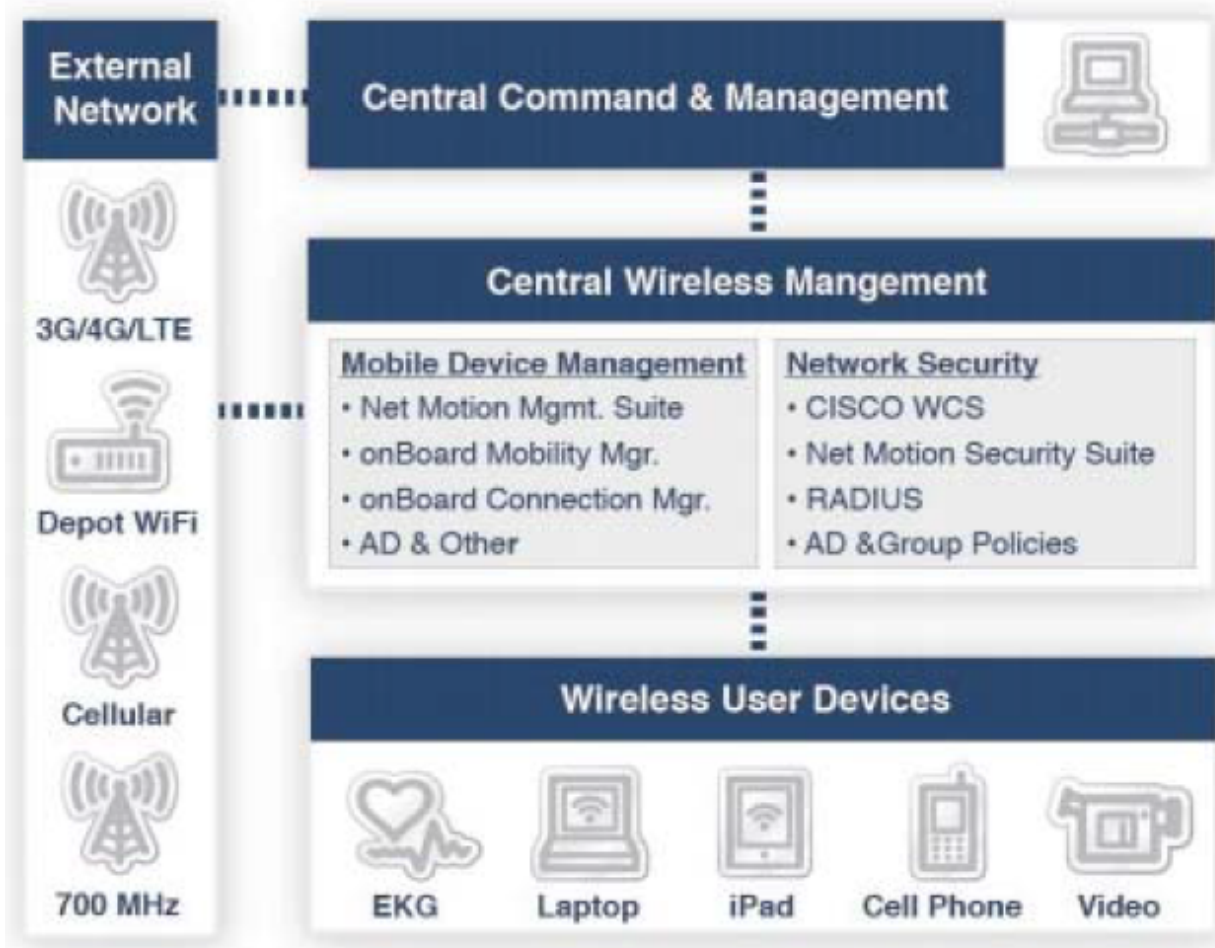 External
Network
3G/4G/LTE
Depot WiFi
Cellular
700 MHz
Central Command & Management
Central Wireless Mangement
Mobile Device Management
• Net Motion Mgmt. Suite
• onBoard Mobility Mgr.
• onBoard Connection Mgr.
• AD & Other
Network Security
• CISCO WCS
• Net Motion Security Suite
• RADIUS
• AD &Group Policies
Wireless User Devices
EKG
Laptop
iPad
Cell Phone
Video